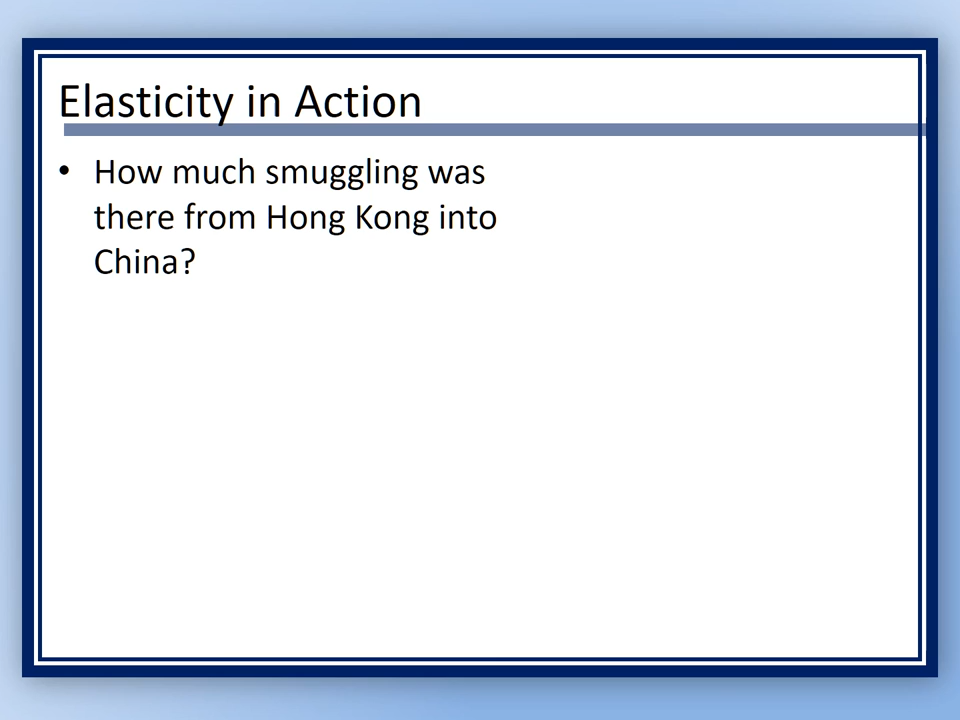 Elasticity in Action
• How much smuggling was
there from Hong Kong into
China?